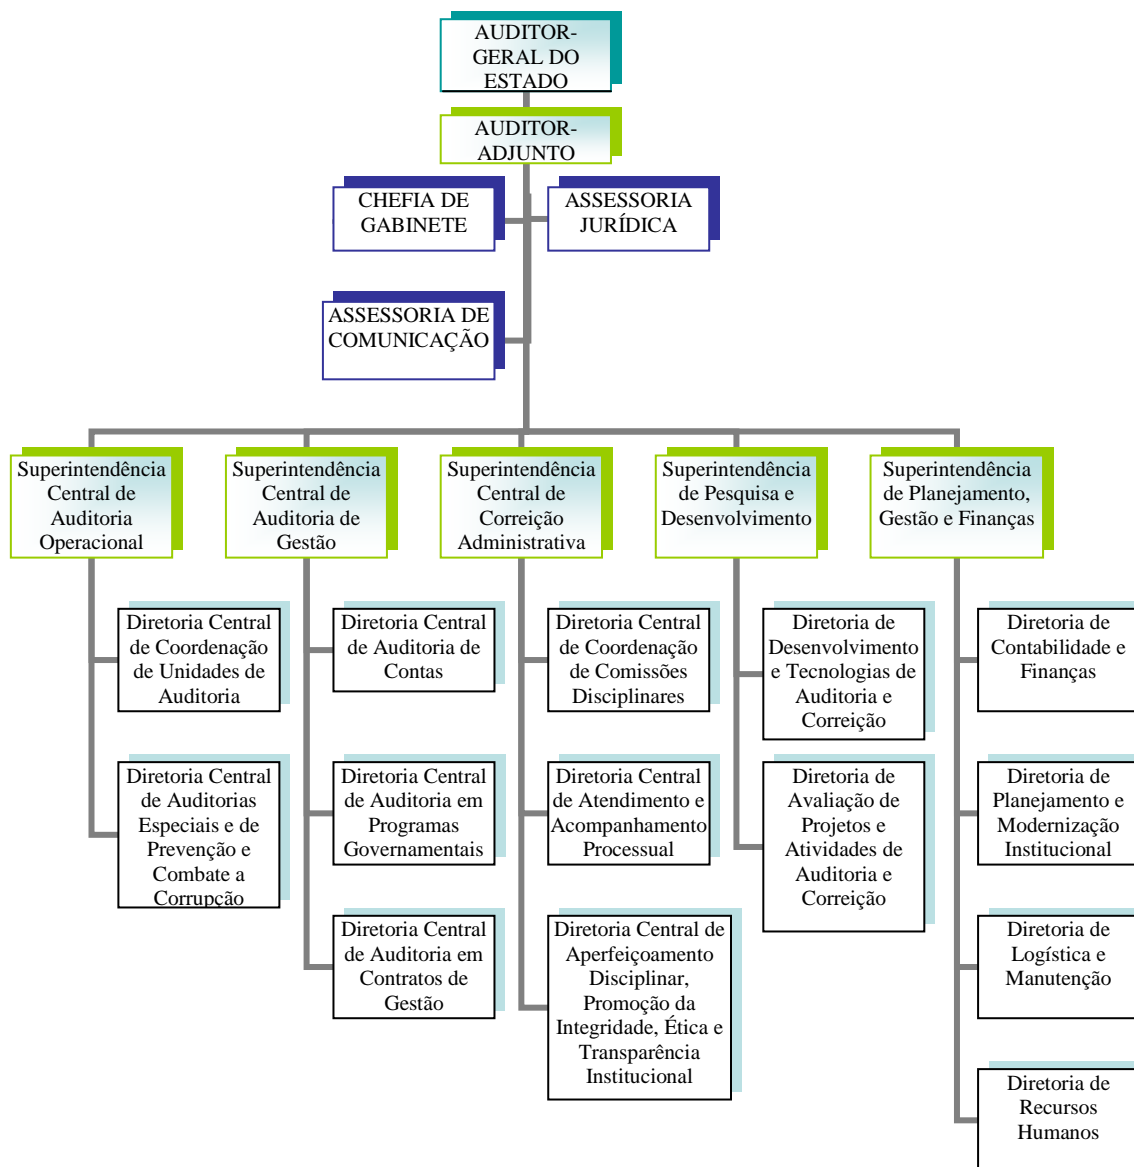 AUDITOR-
GERAL DO
ESTADO
AUDITOR-
ADJUNTO
CHEFIA DE
GABINETE
ASSESSORIA
JURÍDICA
ASSESSORIA DE
COMUNICAÇÃO
Superintendência
Central de
Auditoria
Operacional
Superintendência
Central de
Auditoria de
Gestão
Superintendência
Central de
Correição
Administrativa
Superintendência
de Pesquisa e
Desenvolvimento
Superintendência
de Planejamento,
Gestão e Finanças
Diretoria Central
de Coordenação
de Unidades de
Auditoria
Diretoria Central
de Auditorias
Especiais e de
Prevenção e
Combate a
Corrupção
Diretoria Central
de Auditoria de
Contas
Diretoria Central
de Auditoria em
Programas
Governamentais
Diretoria Central
de Auditoria em
Contratos de
Gestão
Diretoria Central
de Coordenação
de Comissões
Disciplinares
Diretoria Central
de Atendimento e
Acompanhamento
Processual
Diretoria Central de
Aperfeiçoamento
Disciplinar,
Promoção da
Integridade, Ética e
Transparência
Institucional
Diretoria de
Desenvolvimento
e Tecnologias de
Auditoria e
Correição
Diretoria de
Avaliação de
Projetos e
Atividades de
Auditoria e
Correição
Diretoria de
Contabilidade e
Finanças
Diretoria de
Planejamento e
Modernização
Institucional
Diretoria de
Logística e
Manutenção
Diretoria de
Recursos
Humanos